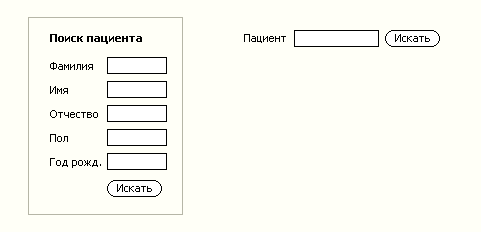 Поиск пациента
Фамилия
Имя
Отчество
Пол
Год рожд.
Искать
Пациент Искать